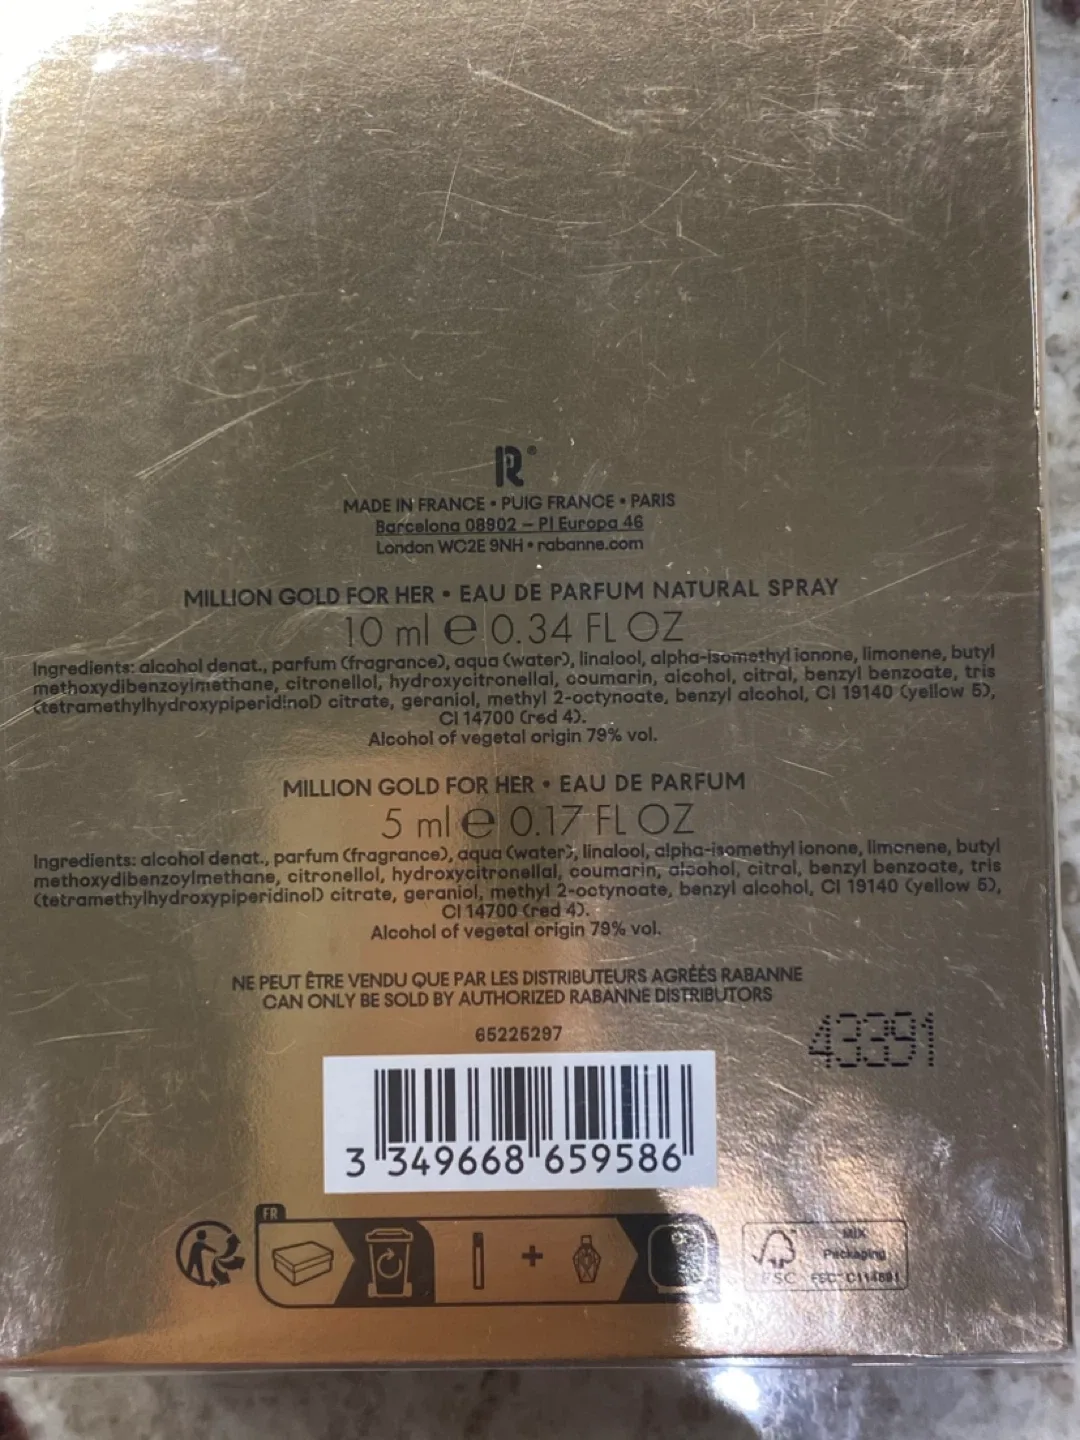 R®
MADE IN FRANCE • PUIG FRANCE • PARIS
Barcelona 08902 – PI Europa 46
London WC2E 9NH • rabanne.com
MILLION GOLD FOR HER • EAU DE PARFUM NATURAL SPRAY
10 ml e 0.34 FL OZ
Ingredients: alcohol denat., parfum (fragrance), aqua (water), linalool, alpha-isomethyl ionone, limonene, butyl
methoxydibenzoylmethane, citronellol, hydroxycitronellal, coumarin, alcohol, citral, benzyl benzoate, tris
(tetramethylhydroxypiperidinol) citrate, geraniol, methyl 2-octynoate, benzyl alcohol, CI 19140 (yellow 5),
CI 14700 (red 4).
Alcohol of vegetal origin 79% vol.
MILLION GOLD FOR HER • EAU DE PARFUM
5 ml e 0.17 FL OZ
Ingredients: alcohol denat., parfum (fragrance), aqua (water), linalool, alpha-isomethyl ionone, limonene, butyl
methoxydibenzoylmethane, citronellol, hydroxycitronellal, coumarin, alcohol, citral, benzyl benzoate, tris
(tetramethylhydroxypiperidinol) citrate, geraniol, methyl 2-octynoate, benzyl alcohol, CI 19140 (yellow 5),
CI 14700 (red 4).
Alcohol of vegetal origin 79% vol.
NE PEUT ÊTRE VENDU QUE PAR LES DISTRIBUTEURS AGRÉÉS RABANNE
CAN ONLY BE SOLD BY AUTHORIZED RABANNE DISTRIBUTORS
65225297
43391
3 349668 659586
FR
+
MIX
Packaging
FSC FSC® C114891